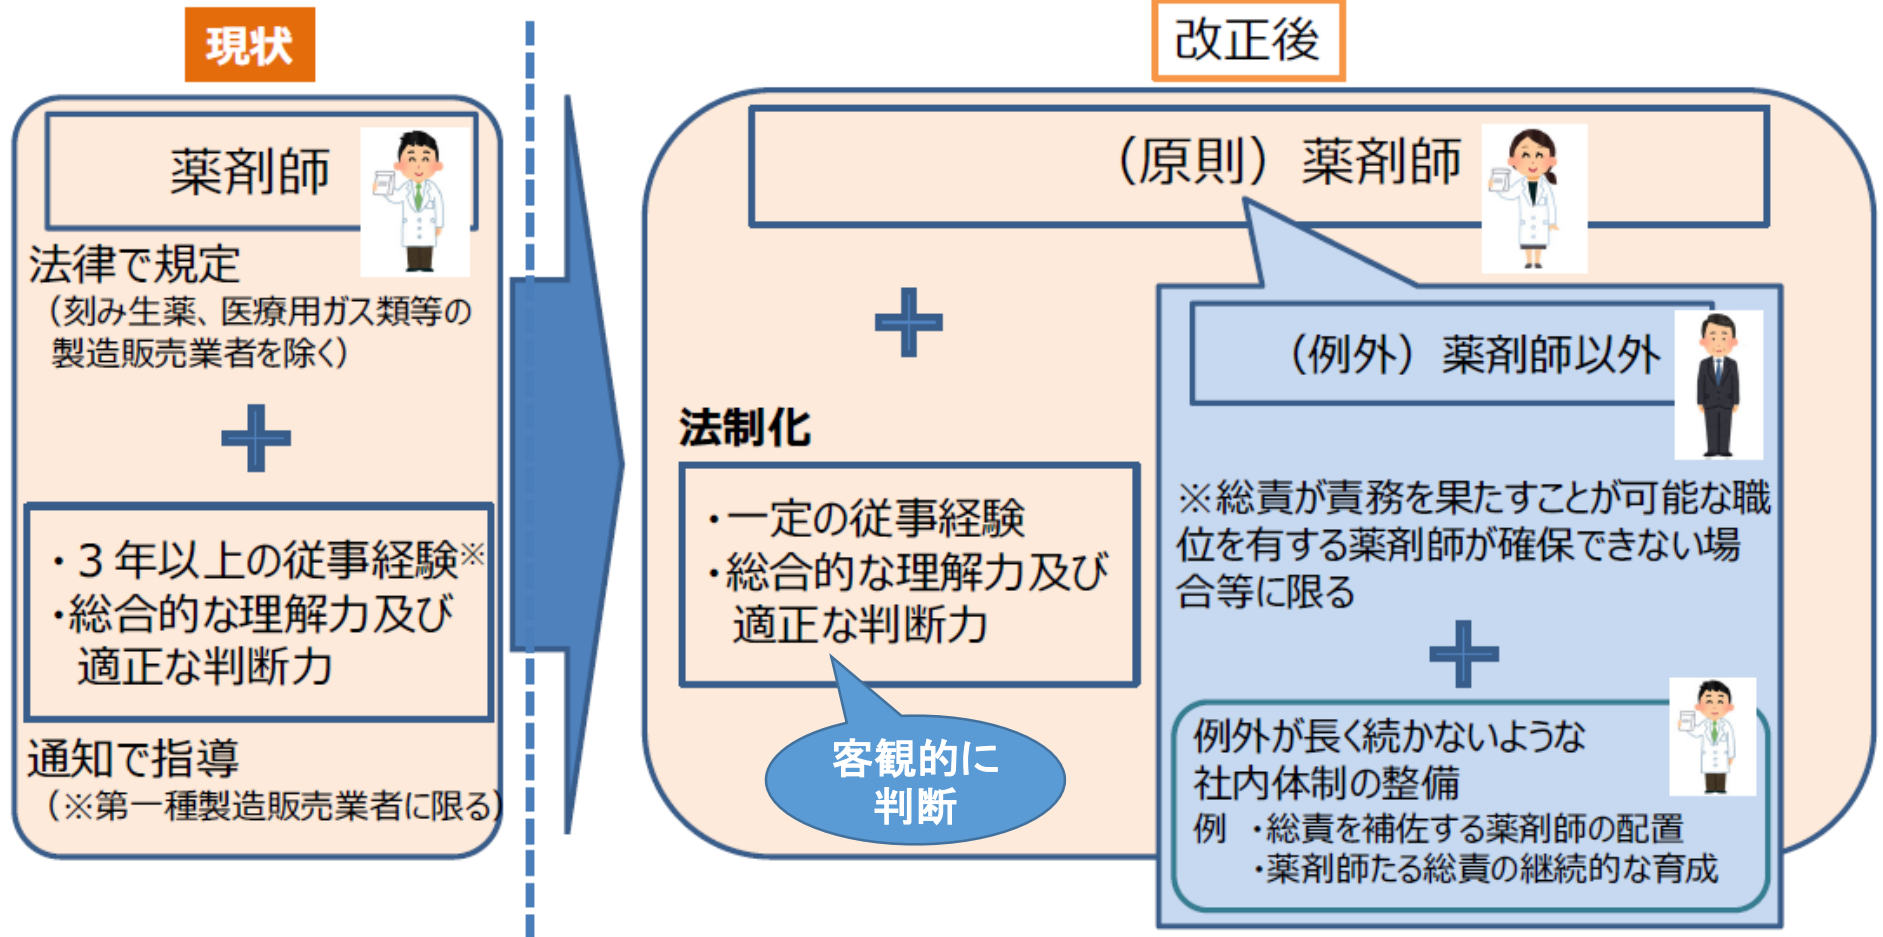 現状
薬剤師
法律で規定
（刻み生薬、医療用ガス類等の
製造販売業者を除く）
・３年以上の従事経験※
・総合的な理解力及び
適正な判断力
通知で指導
（※第一種製造販売業者に限る）
改正後
（原則）薬剤師
法制化
・一定の従事経験
・総合的な理解力及び
適正な判断力
客観的に
判断
（例外）薬剤師以外
※総責が責務を果たすことが可能な職
位を有する薬剤師が確保できない場
合等に限る
例外が長く続かないような
社内体制の整備
例　・総責を補佐する薬剤師の配置
・薬剤師たる総責の継続的な育成